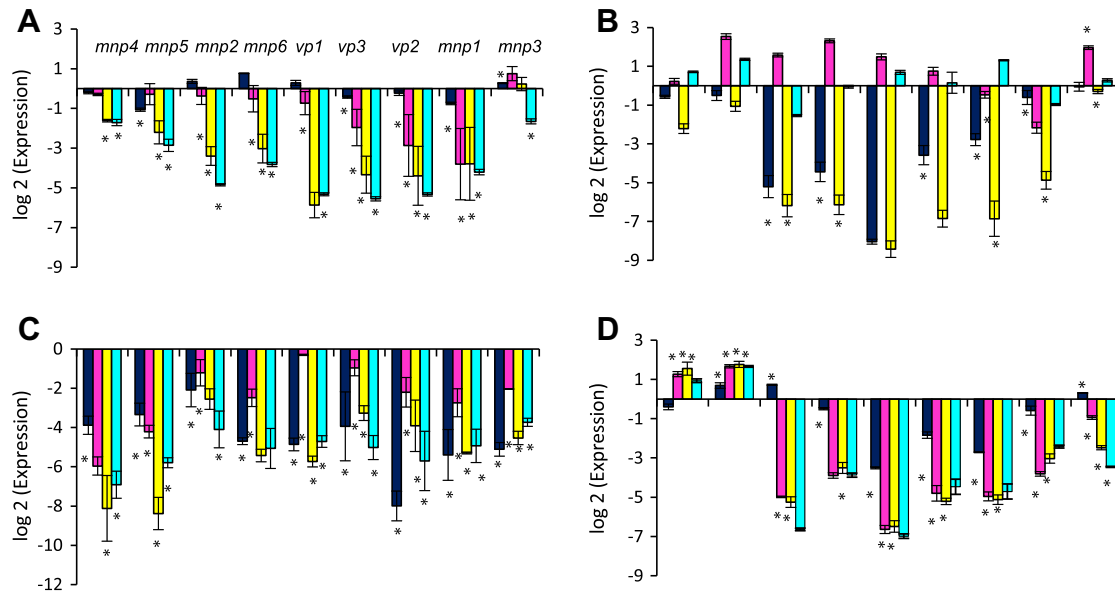 A
B
mnp4 mnp5 mnp2 mnp6 vp1 vp3 vp2 mnp1 mnp3
log 2 (Expression)
3
1
-1
-3
-5
-7
-9
* * * * * * * * * * * * * * * * * * * * * *
log 2 (Expression)
3
1
-1
-3
-5
-7
-9
* * * * * * * * * * * *
C
D
log 2 (Expression)
0
-2
-4
-6
-8
-10
-12
log 2 (Expression)
3
1
-1
-3
-5
-7
-9